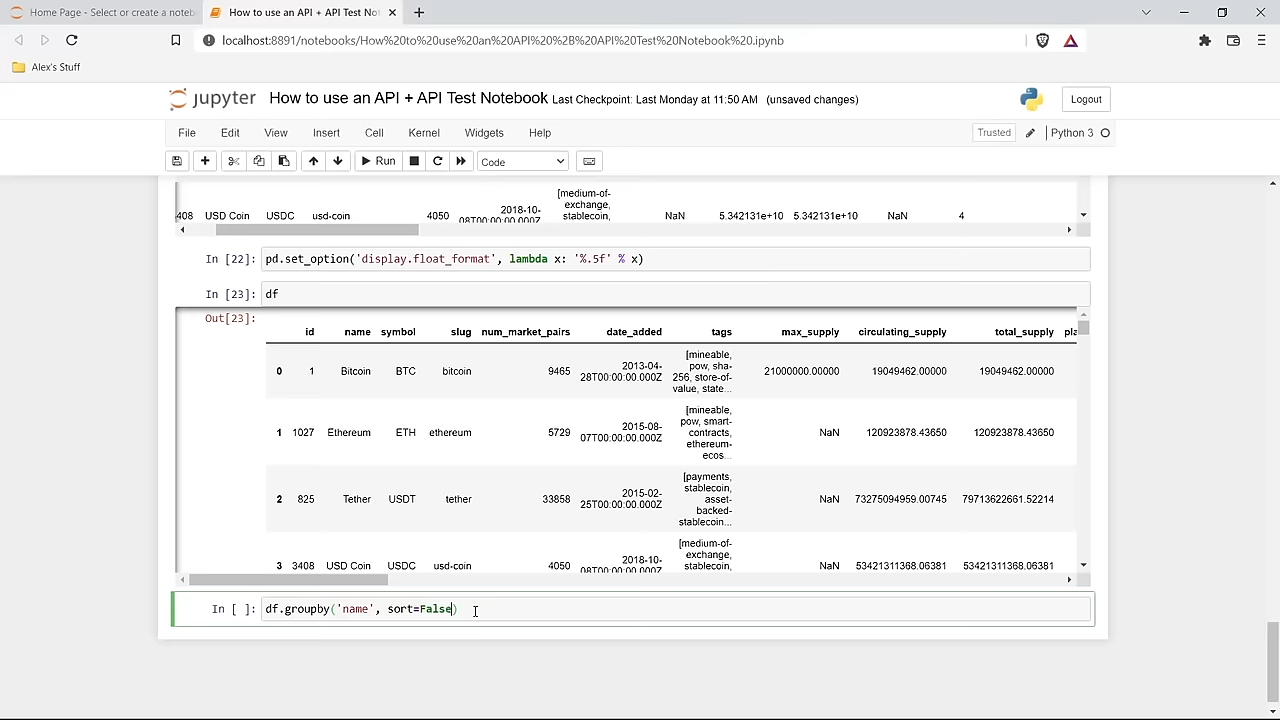 Home Page - Select or create a noteb
How to use an API + API Test No
localhost:8891/notebooks/How%20to%20use%20an%20API%20%2B%20API%20Test%20Notebook%20.ipynb
Alex's Stuff
jupyter How to use an API + API Test Notebook Last Checkpoint: Last Monday at 11:50 AM (unsaved changes)
Logout
File Edit View Insert Cell Kernel Widgets Help
Trusted Python 3
Run Code
408 USD Coin USDC usd-coin 4050 2018-10-08T00:00:00.000Z [medium-of-exchange, stablecoin, NaN 5.342131e+10 5.342131e+10 NaN 4
In [22]: pd.set_option('display.float_format', lambda x: '%.5f' % x)
In [23]: df
Out[23]:
id name symbol slug num_market_pairs date_added tags max_supply circulating_supply total_supply pla
0 1 Bitcoin BTC bitcoin 9465 2013-04-28T00:00:00.000Z [mineable, pow, sha-256, store-of-value, state... 21000000.00000 19049462.00000 19049462.00000
1 1027 Ethereum ETH ethereum 5729 2015-08-07T00:00:00.000Z [mineable, pow, smart-contracts, ethereum-ecos... NaN 120923878.43650 120923878.43650
2 825 Tether USDT tether 33858 2015-02-25T00:00:00.000Z [payments, stablecoin, asset-backed-stablecoin... NaN 73275094959.00745 79713622661.52214
3 3408 USD Coin USDC usd-coin 4050 2018-10-08T00:00:00.000Z [medium-of-exchange, stablecoin, NaN 53421311368.06381 53421311368.06381
In [ ]: df.groupby('name', sort=False)